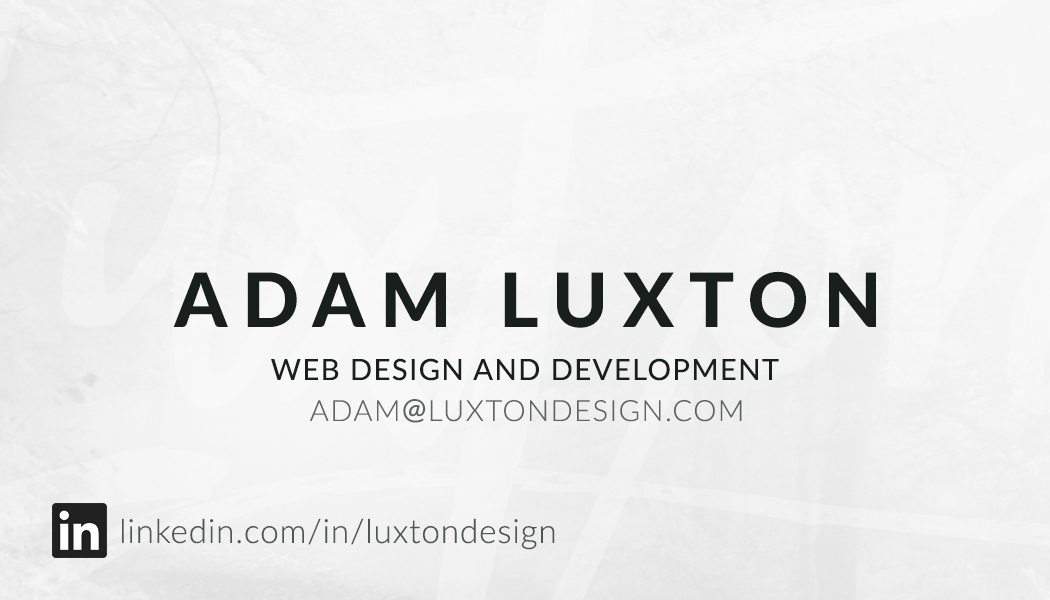 ADAM LUXTON
WEB DESIGN AND DEVELOPMENT
ADAM@LUXTONDESIGN.COM
in linkedin.com/in/luxtondesign